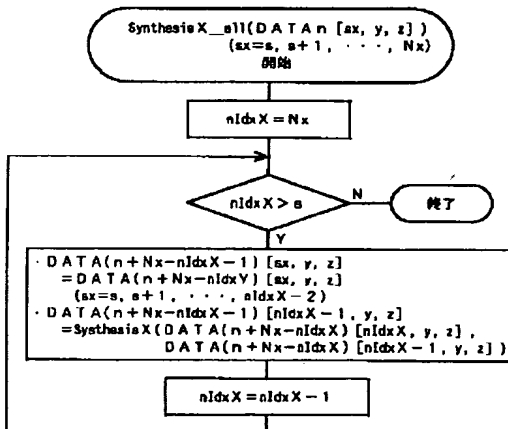 SynthesisX_all(DATAn [sx, y, z])
(sx=s, s+1, ・・・, Nx)
開始
nIdxX=Nx
nIdxX>s
N
終了
Y
・DATA(n+Nx-nIdxX-1) [sx, y, z]
=DATA(n+Nx-nIdxY) [sx, y, z]
(sx=s, s+1, ・・・, nIdxX-2)
・DATA(n+Nx-nIdxX-1) [nIdxX-1, y, z]
=SynthesisX(DATA(n+Nx-nIdxX) [nIdxX, y, z],
DATA(n+Nx-nIdxX) [nIdxX-1, y, z])
nIdxX=nIdxX-1